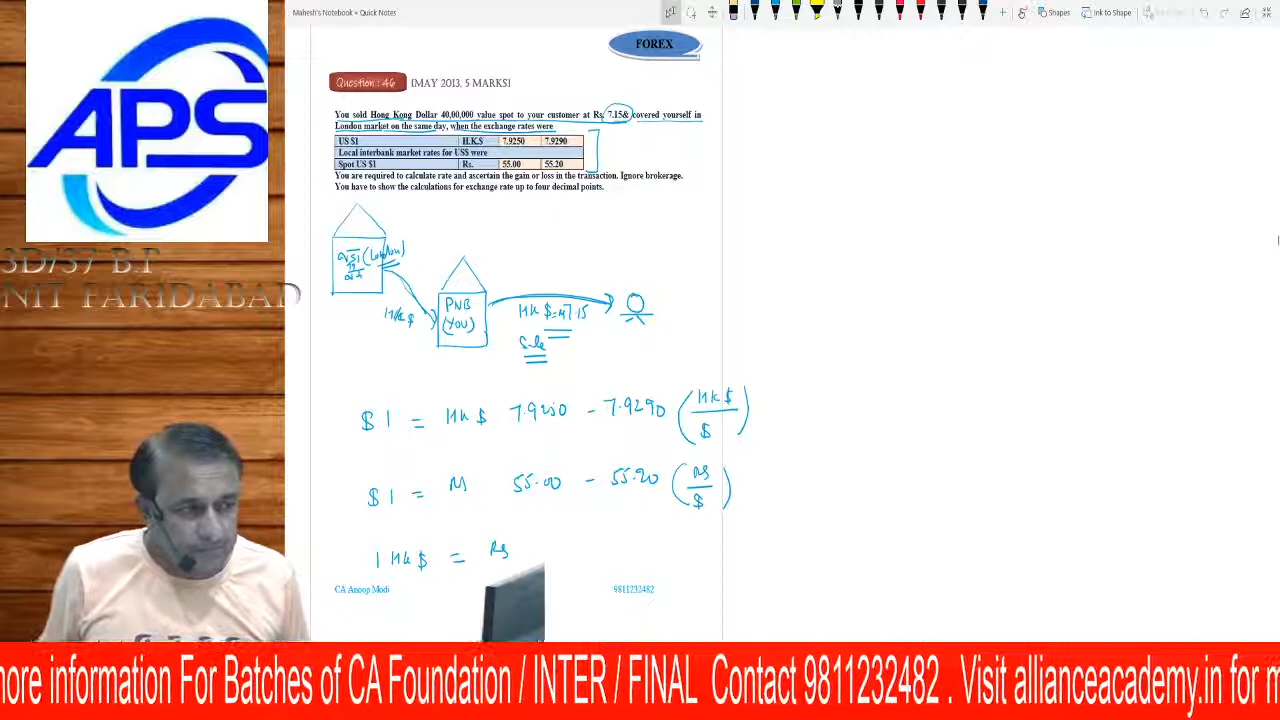 Mahesh's Notebook » Quick Notes
Shapes
Ink to Shape
APS
3D/37 B.P.
NIT FARIDABAD
FOREX
Question : 46 [MAY 2013, 5 MARKS]
You sold Hong Kong Dollar 40,00,000 value spot to your customer at Rs. 7.15& covered yourself in
London market on the same day, when the exchange rates were
US $1 H.K.$ 7.9250 7.9290
Local interbank market rates for US$ were
Spot US $1 Rs. 55.00 55.20
You are required to calculate rate and ascertain the gain or loss in the transaction. Ignore brokerage.
You have to show the calculations for exchange rate up to four decimal points.
(London)
PNB
(YOU)
HK $
HK $=₹7.15
Sale
$ 1 = HK $ 7.9250 - 7.9290 (HK $ / $)
$ 1 = Rs 55.00 - 55.20 (Rs / $)
1 HK $ = Rs
CA Anoop Modi 9811232482
nore information For Batches of CA Foundation / INTER / FINAL Contact 9811232482 . Visit allianceacademy.in for m